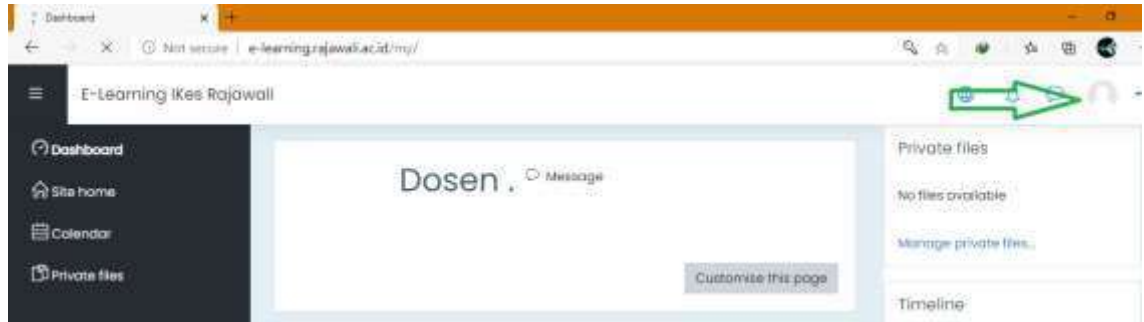 Dashboard
Not secure | e-learning.rajawali.ac.id/my/
E-Learning IKes Rajawali
Dashboard
Site home
Calendar
Private files
Dosen . Message
Customise this page
Private files
No files available
Manage private files...
Timeline